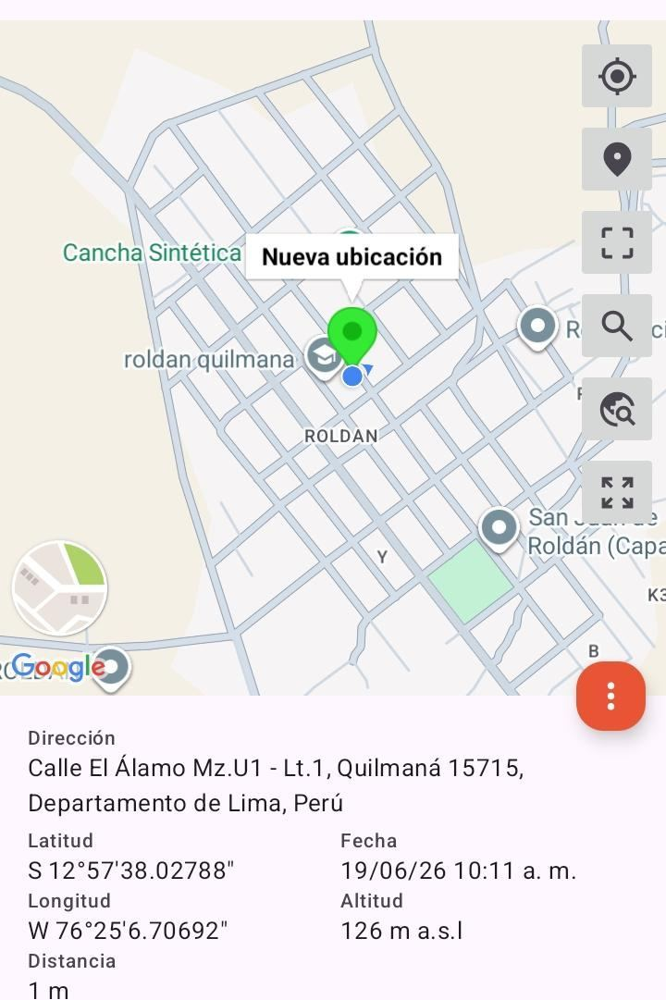 Cancha Sintética
Nueva ubicación
roldan quilmana
ROLDAN
San Juan de
Roldán (Capa
Y
K3
B
Google
Dirección
Calle El Álamo Mz.U1 - Lt.1, Quilmaná 15715,
Departamento de Lima, Perú
Latitud
S 12°57'38.02788"
Fecha
19/06/26 10:11 a. m.
Longitud
W 76°25'6.70692"
Altitud
126 m a.s.l
Distancia
1 m